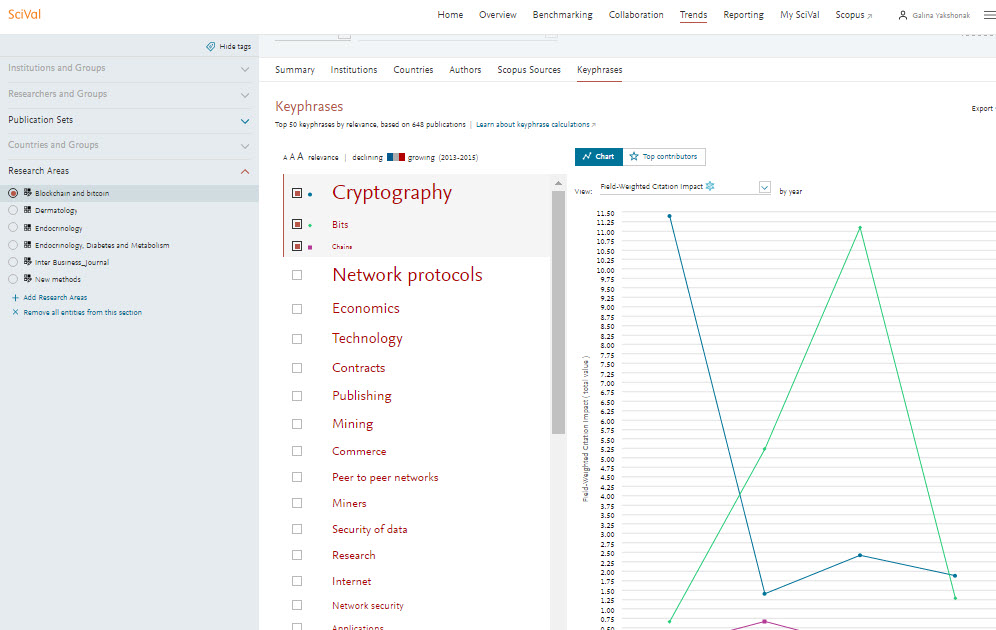 SciVal
Home Overview Benchmarking Collaboration Trends Reporting My SciVal Scopus Galina Yakshonak
Hide tags
Institutions and Groups
Researchers and Groups
Publication Sets
Countries and Groups
Research Areas
Blockchain and bitcoin
Dermatology
Endocrinology
Endocrinology, Diabetes and Metabolism
Inter Business_Journal
New methods
+ Add Research Areas
X Remove all entities from this section
Summary Institutions Countries Authors Scopus Sources Keyphrases
Keyphrases
Export
Top 50 keyphrases by relevance, based on 648 publications | Learn about keyphrase calculations
A A A relevance | declining growing (2013-2015)
Cryptography
Bits
Chains
Network protocols
Economics
Technology
Contracts
Publishing
Mining
Commerce
Peer to peer networks
Miners
Security of data
Research
Internet
Network security
Applications
Chart Top contributors
View: Field-Weighted Citation Impact by year
Field-Weighted Citation Impact ( total value )
11.50
11.25
11.00
10.75
10.50
10.25
10.00
9.75
9.50
9.25
9.00
8.75
8.50
8.25
8.00
7.75
7.50
7.25
7.00
6.75
6.50
6.25
6.00
5.75
5.50
5.25
5.00
4.75
4.50
4.25
4.00
3.75
3.50
3.25
3.00
2.75
2.50
2.25
2.00
1.75
1.50
1.25
1.00
0.75
0.50